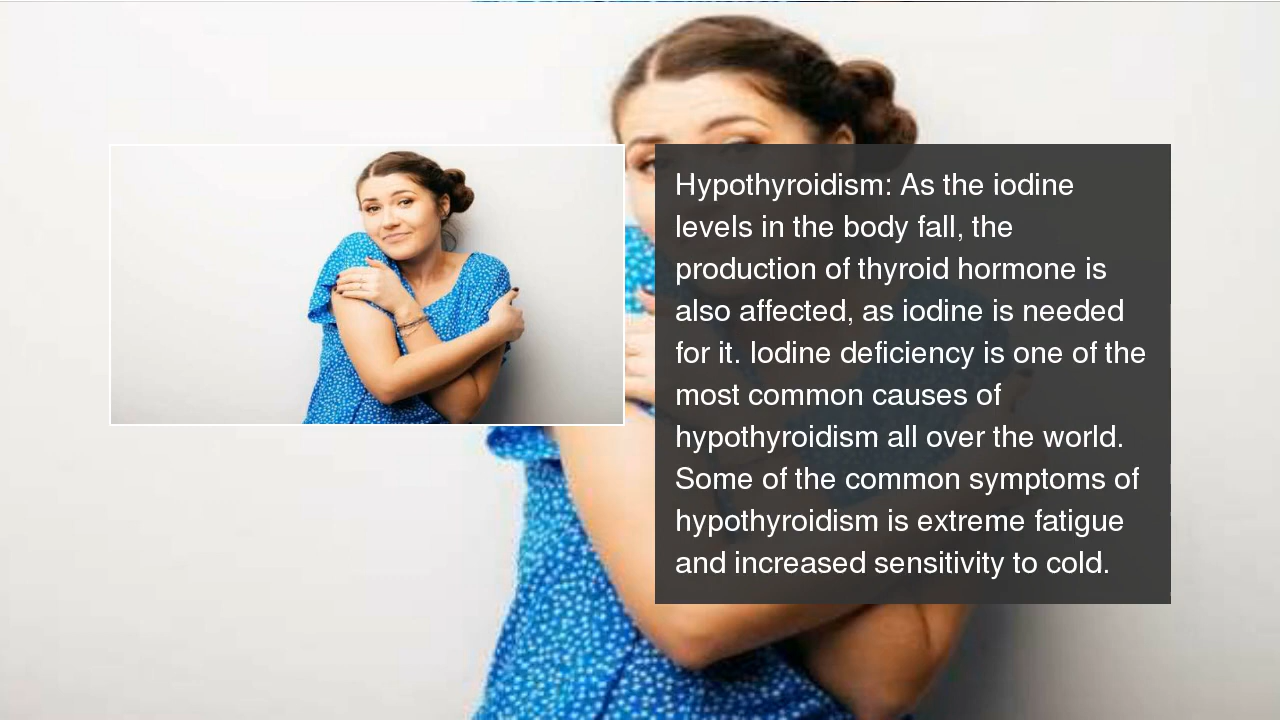 Hypothyroidism: As the iodine
levels in the body fall, the
production of thyroid hormone is
also affected, as iodine is needed
for it. Iodine deficiency is one of the
most common causes of
hypothyroidism all over the world.
Some of the common symptoms of
hypothyroidism is extreme fatigue
and increased sensitivity to cold.